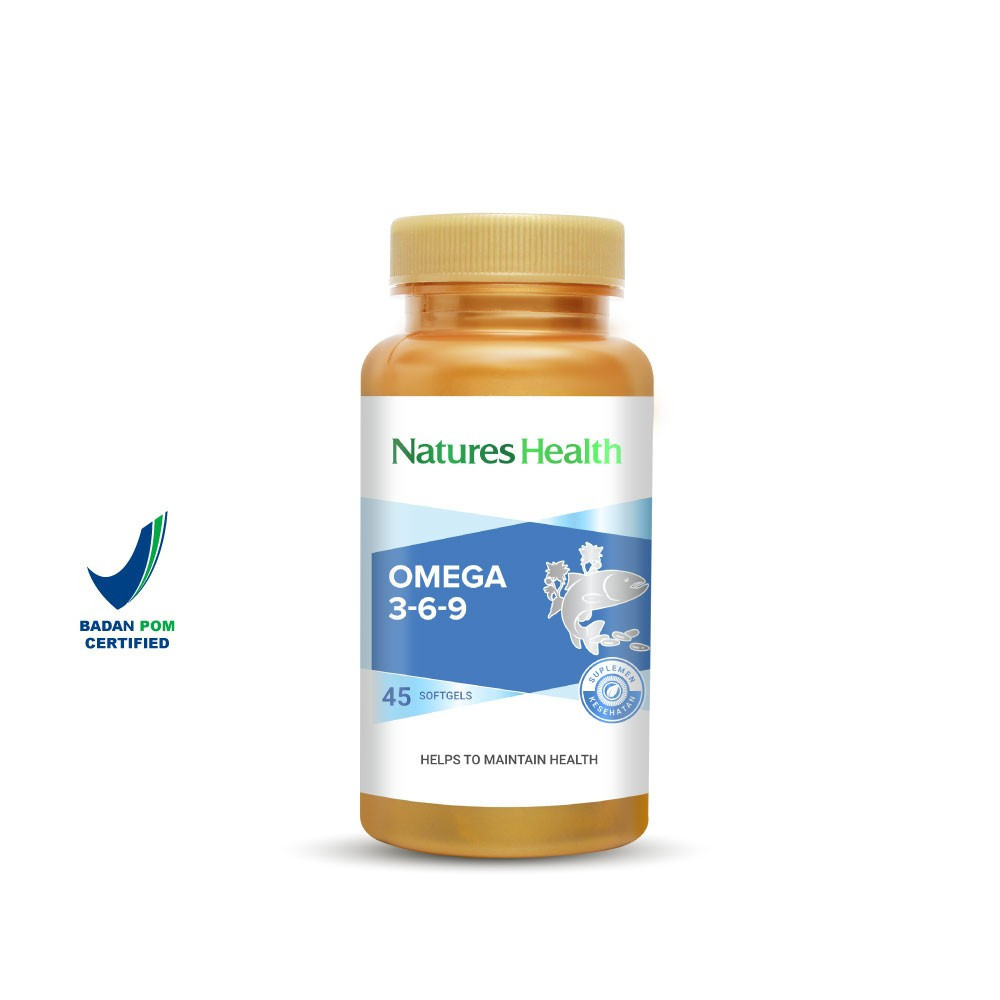 Natures Health
OMEGA
3-6-9
45 SOFTGELS
SUPLEMEN
KESEHATAN
HELPS TO MAINTAIN HEALTH
BADAN POM
CERTIFIED